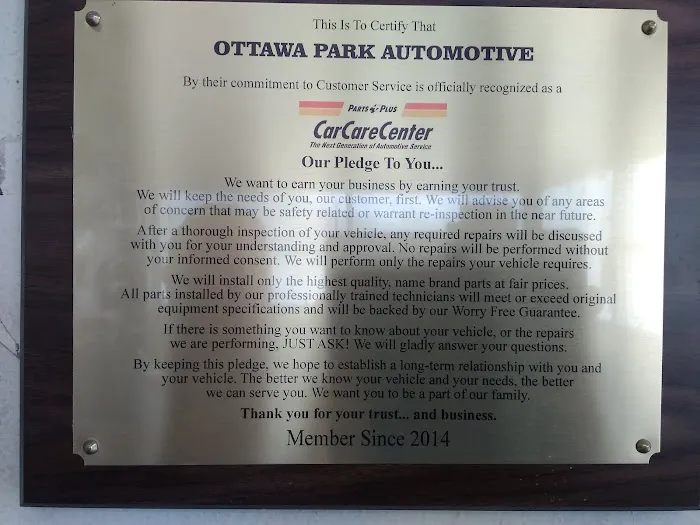 This Is To Certify That
OTTAWA PARK AUTOMOTIVE
By their commitment to Customer Service is officially recognized as a
PARTS PLUS
CarCareCenter
The Next Generation of Automotive Service
Our Pledge To You...
We want to earn your business by earning your trust.
We will keep the needs of you, our customer, first. We will advise you of any areas
of concern that may be safety related or warrant re-inspection in the near future.
After a thorough inspection of your vehicle, any required repairs will be discussed
with you for your understanding and approval. No repairs will be performed without
your informed consent. We will perform only the repairs your vehicle requires.
We will install only the highest quality, name brand parts at fair prices.
All parts installed by our professionally trained technicians will meet or exceed original
equipment specifications and will be backed by our Worry Free Guarantee.
If there is something you want to know about your vehicle, or the repairs
we are performing, JUST ASK! We will gladly answer your questions.
By keeping this pledge, we hope to establish a long-term relationship with you and
your vehicle. The better we know your vehicle and your needs, the better
we can serve you. We want you to be a part of our family.
Thank you for your trust... and business.
Member Since 2014